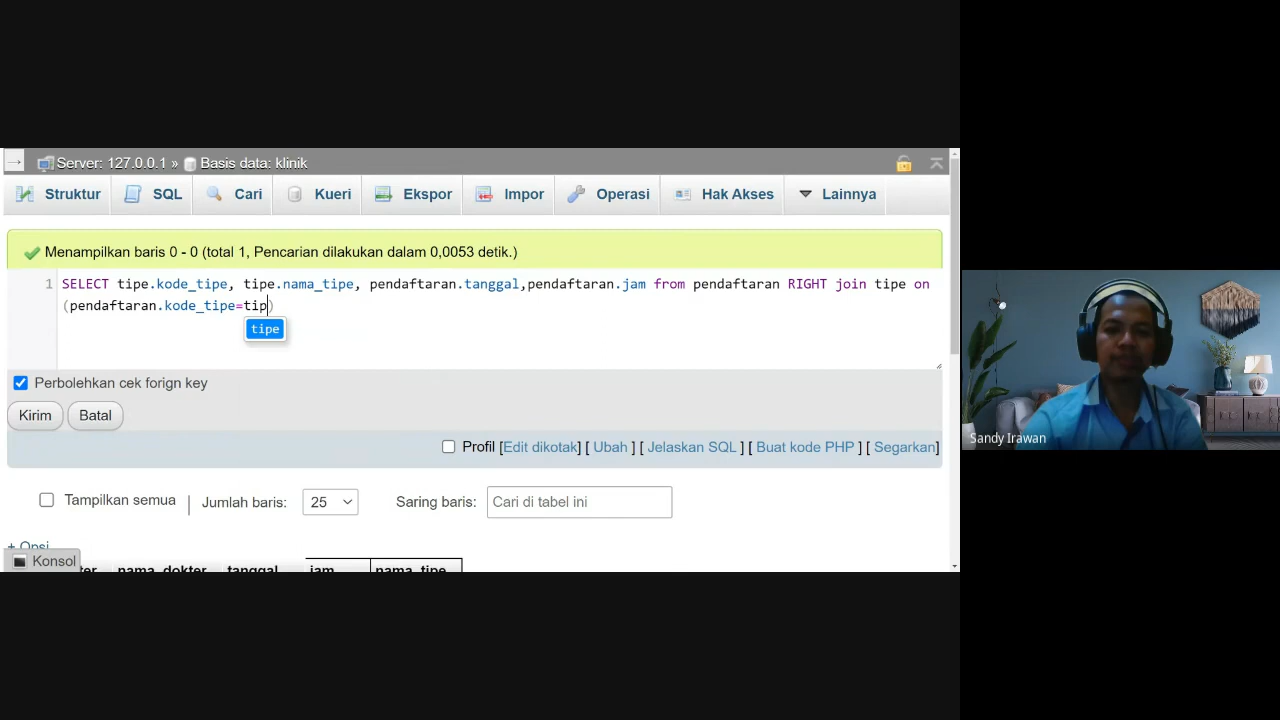 Server: 127.0.0.1 » Basis data: klinik
Struktur SQL Cari Kueri Ekspor Impor Operasi Hak Akses Lainnya
Menampilkan baris 0 - 0 (total 1, Pencarian dilakukan dalam 0,0053 detik.)
1 SELECT tipe.kode_tipe, tipe.nama_tipe, pendaftaran.tanggal,pendaftaran.jam from pendaftaran RIGHT join tipe on
(pendaftaran.kode_tipe=tip)
tipe
Perbolehkan cek forign key
Kirim Batal
Profil [Edit dikotak] [ Ubah ] [ Jelaskan SQL ] [ Buat kode PHP ] [ Segarkan]
Tampilkan semua | Jumlah baris: 25 Saring baris: Cari di tabel ini
+ Opsi
Konsol
nama_dokter tanggal jam nama_tipe
Sandy Irawan